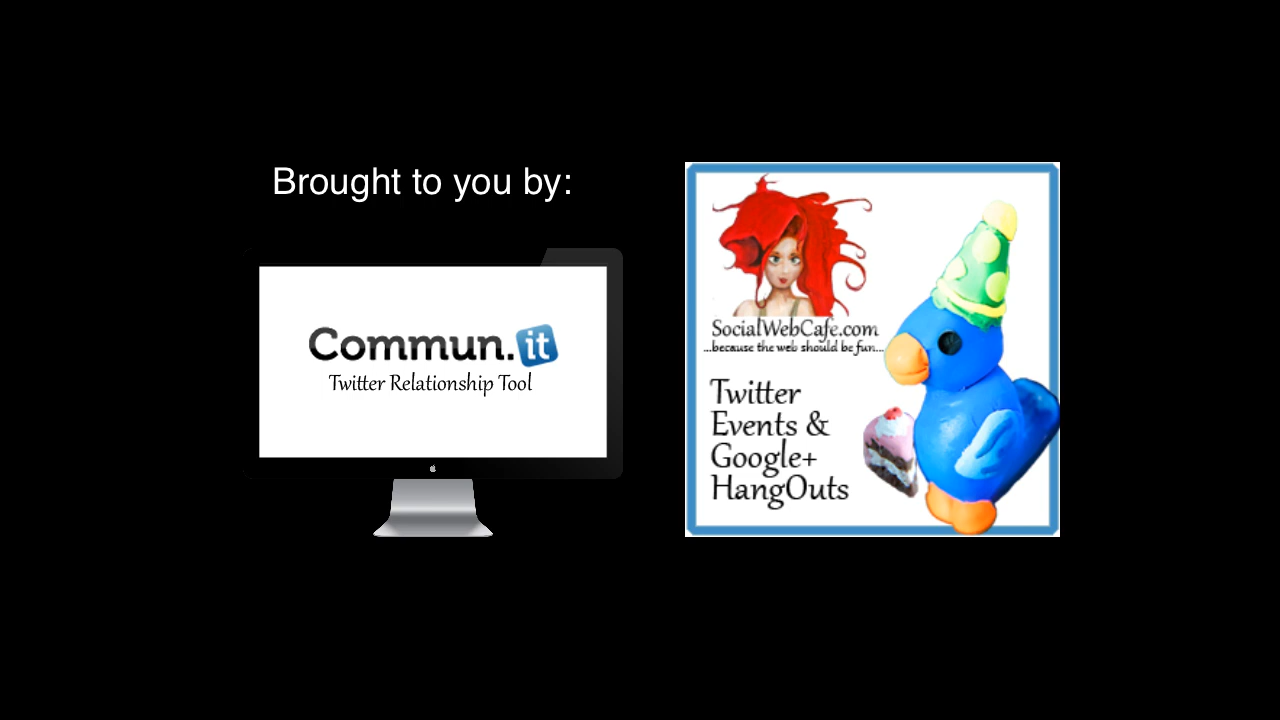 Brought to you by:
Commun.it
Twitter Relationship Tool
SocialWebCafe.com
...because the web should be fun...
Twitter
Events &
Google+
HangOuts